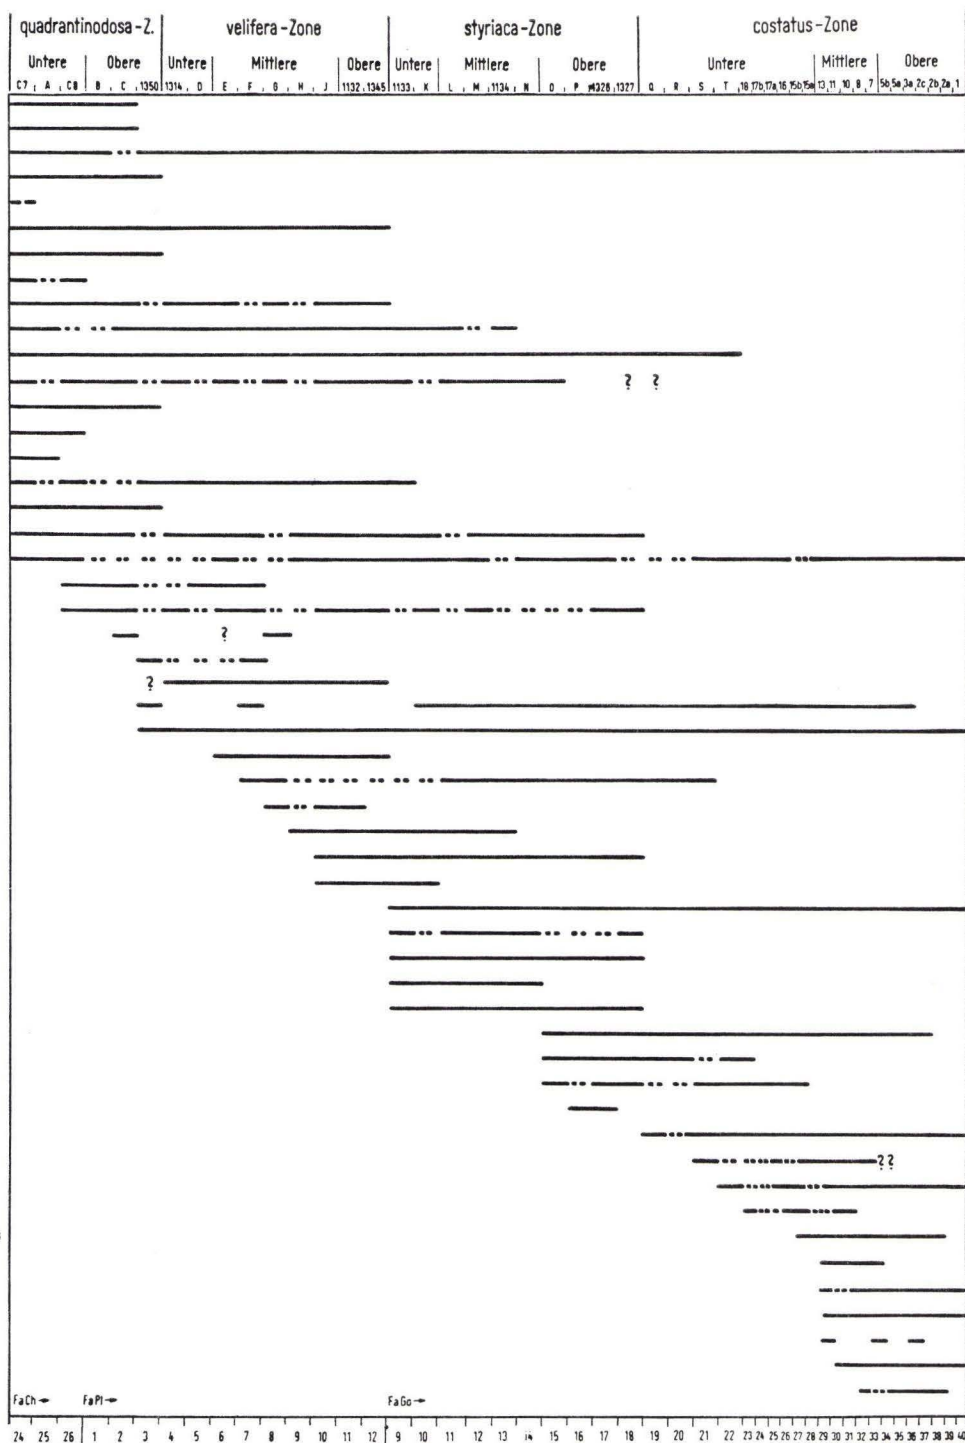 quadrantinodosa-Z. velifera-Zone styriaca-Zone costatus-Zone
Untere Obere Untere Mittlere Obere Untere Mittlere Obere Untere Mittlere Obere
C7 A C8 B C 1350 1314 D E F G H J 1132 1345 1133 K L M 1134 N O P 1326 1327 Q R S T 18 17b 17a 16 15b 15a 13 11 10 8 7 5b 5a 3a 2c 2b 2a 1
? ?
?
?
? ?
FaCh→ FaPl→ FaGo→
24 25 26 1 2 3 4 5 6 7 8 9 10 11 12 9 10 11 12 13 14 15 16 17 18 19 20 21 22 23 24 25 26 27 28 29 30 31 32 33 34 35 36 37 38 39 40